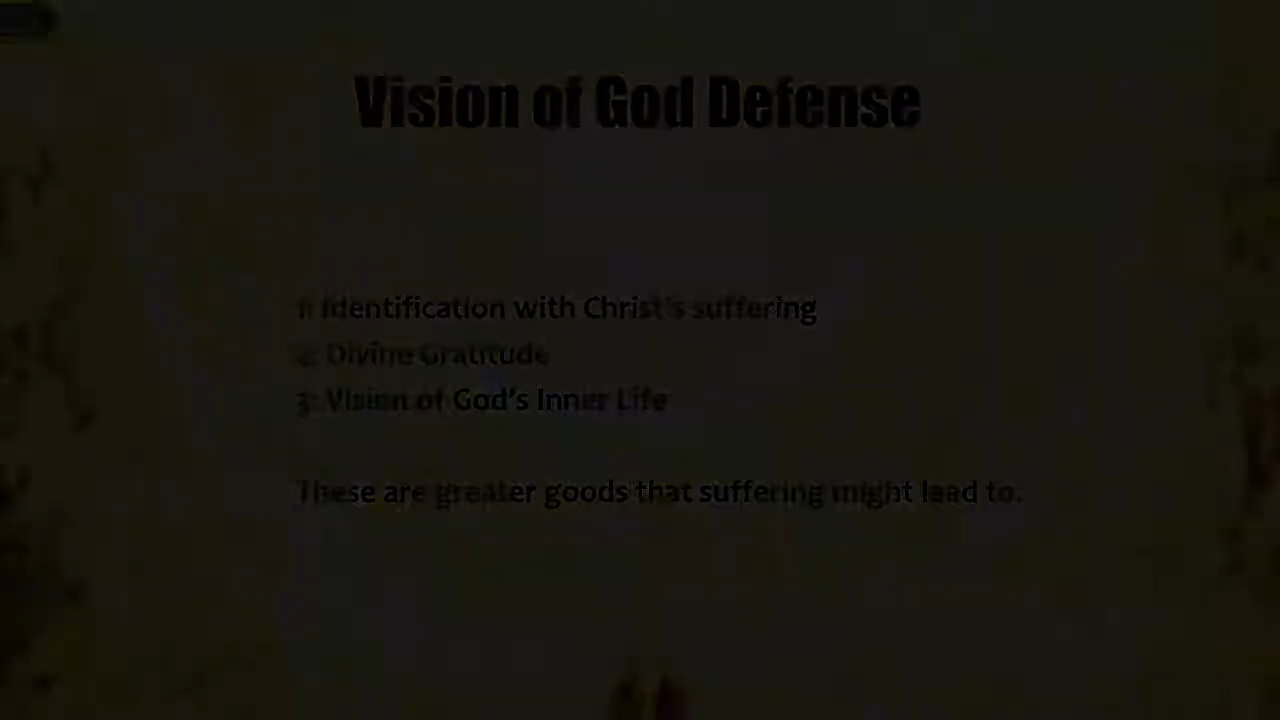 Vision of God Defense
1: Identification with Christ's suffering
2: Divine Gratitude
3: Vision of God's Inner Life
These are greater goods that suffering might lead to.